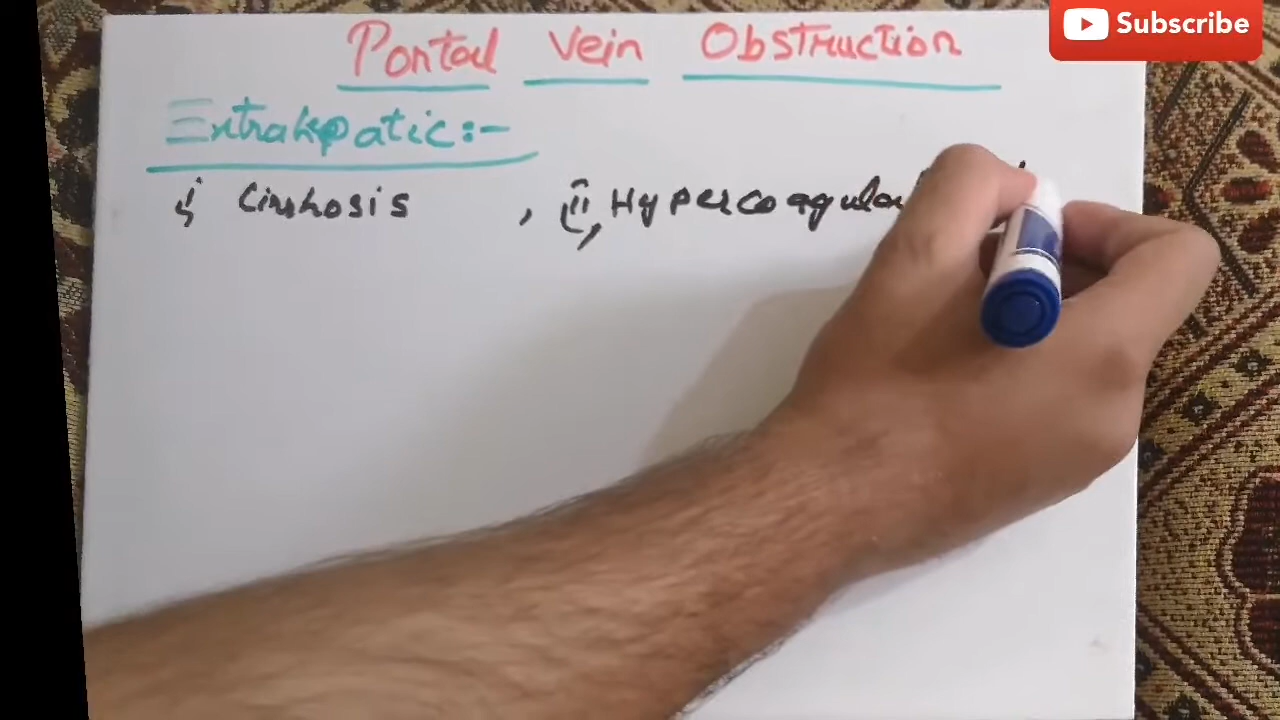 Subscribe
Portal Vein Obstruction
Extrahepatic:-
i, Cirrhosis , ii, Hypercoagula